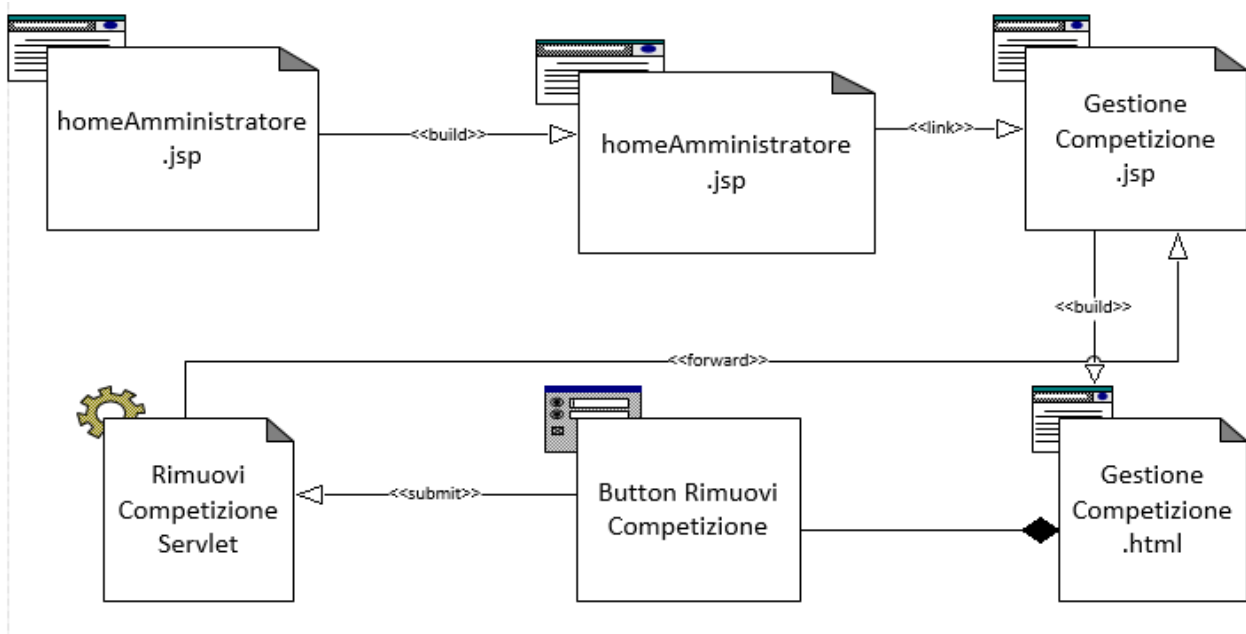 homeAmministratore
.jsp
<<build>>
homeAmministratore
.jsp
<<link>>
Gestione
Competizione
.jsp
<<build>>
<<forward>>
Rimuovi
Competizione
Servlet
<<submit>>
Button Rimuovi
Competizione
Gestione
Competizione
.html